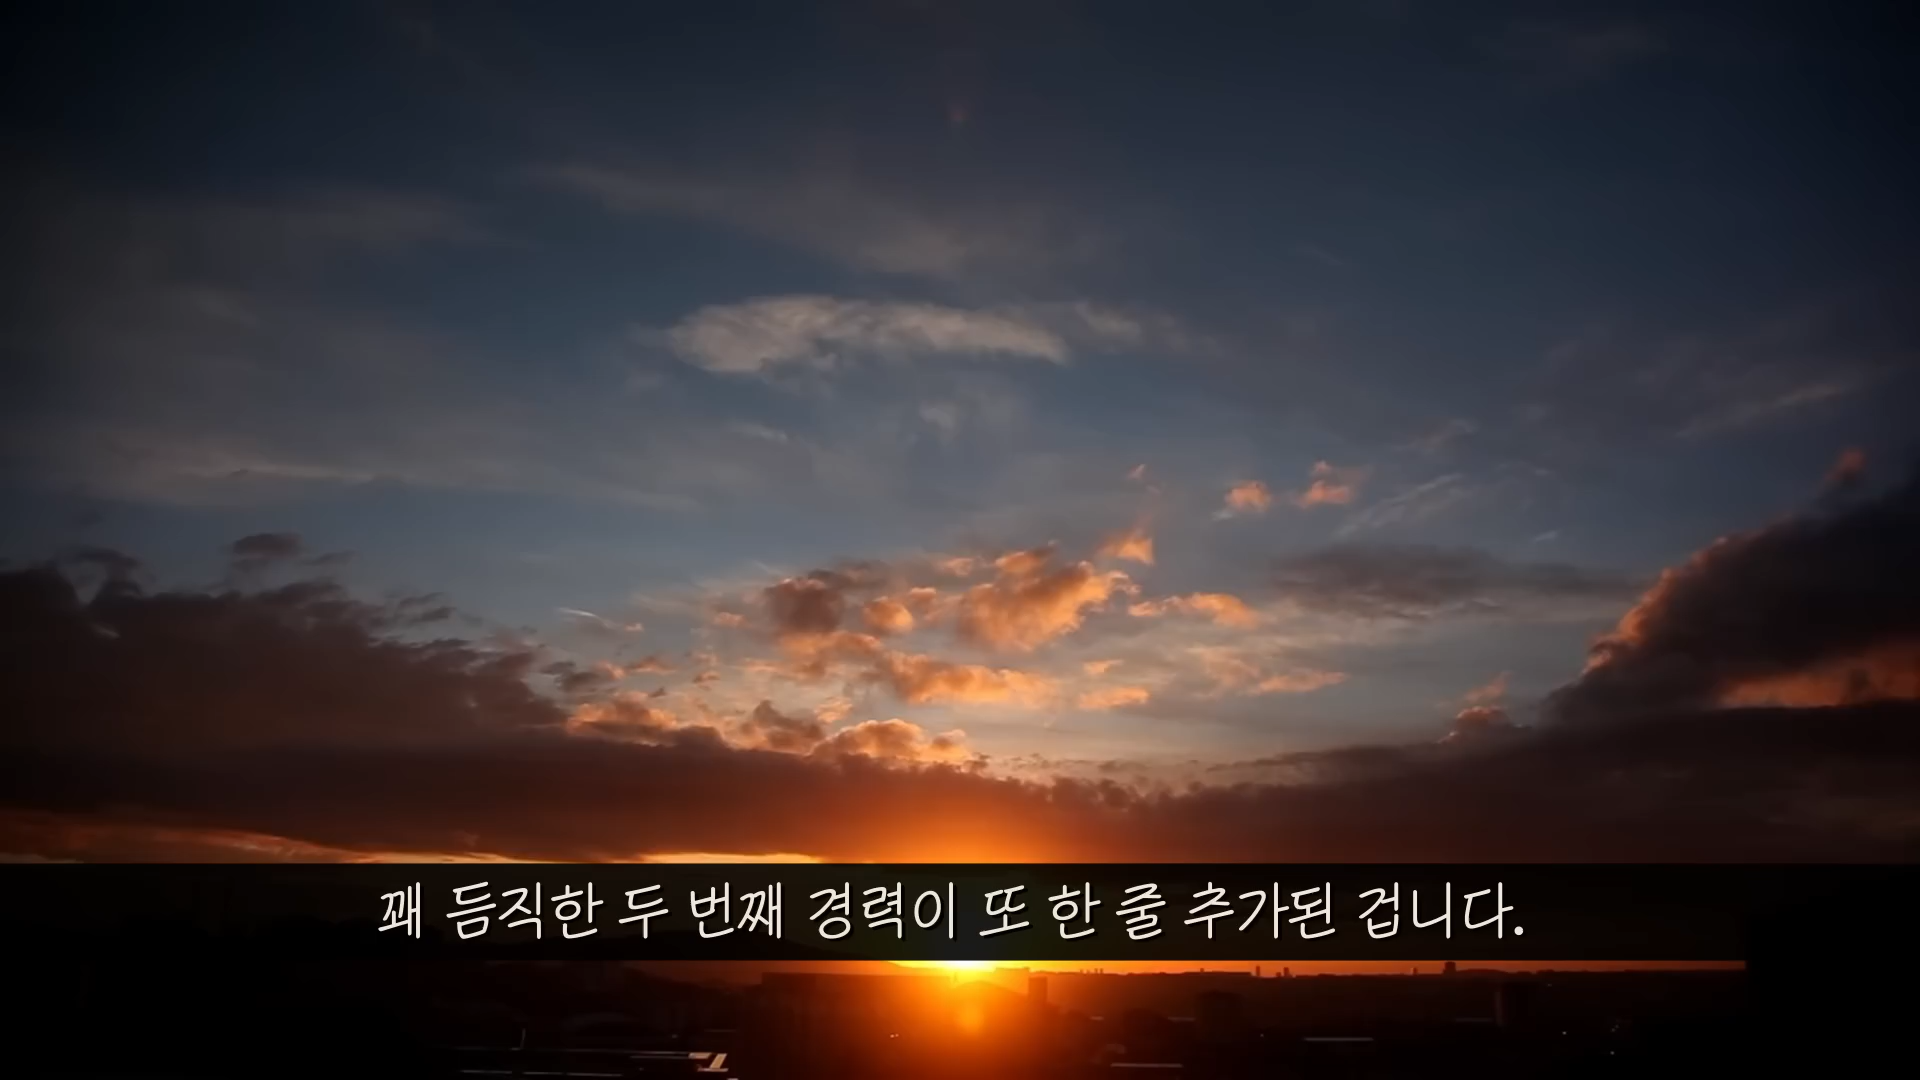 꽤 듬직한 두 번째 경력이 또 한 줄 추가된 겁니다.